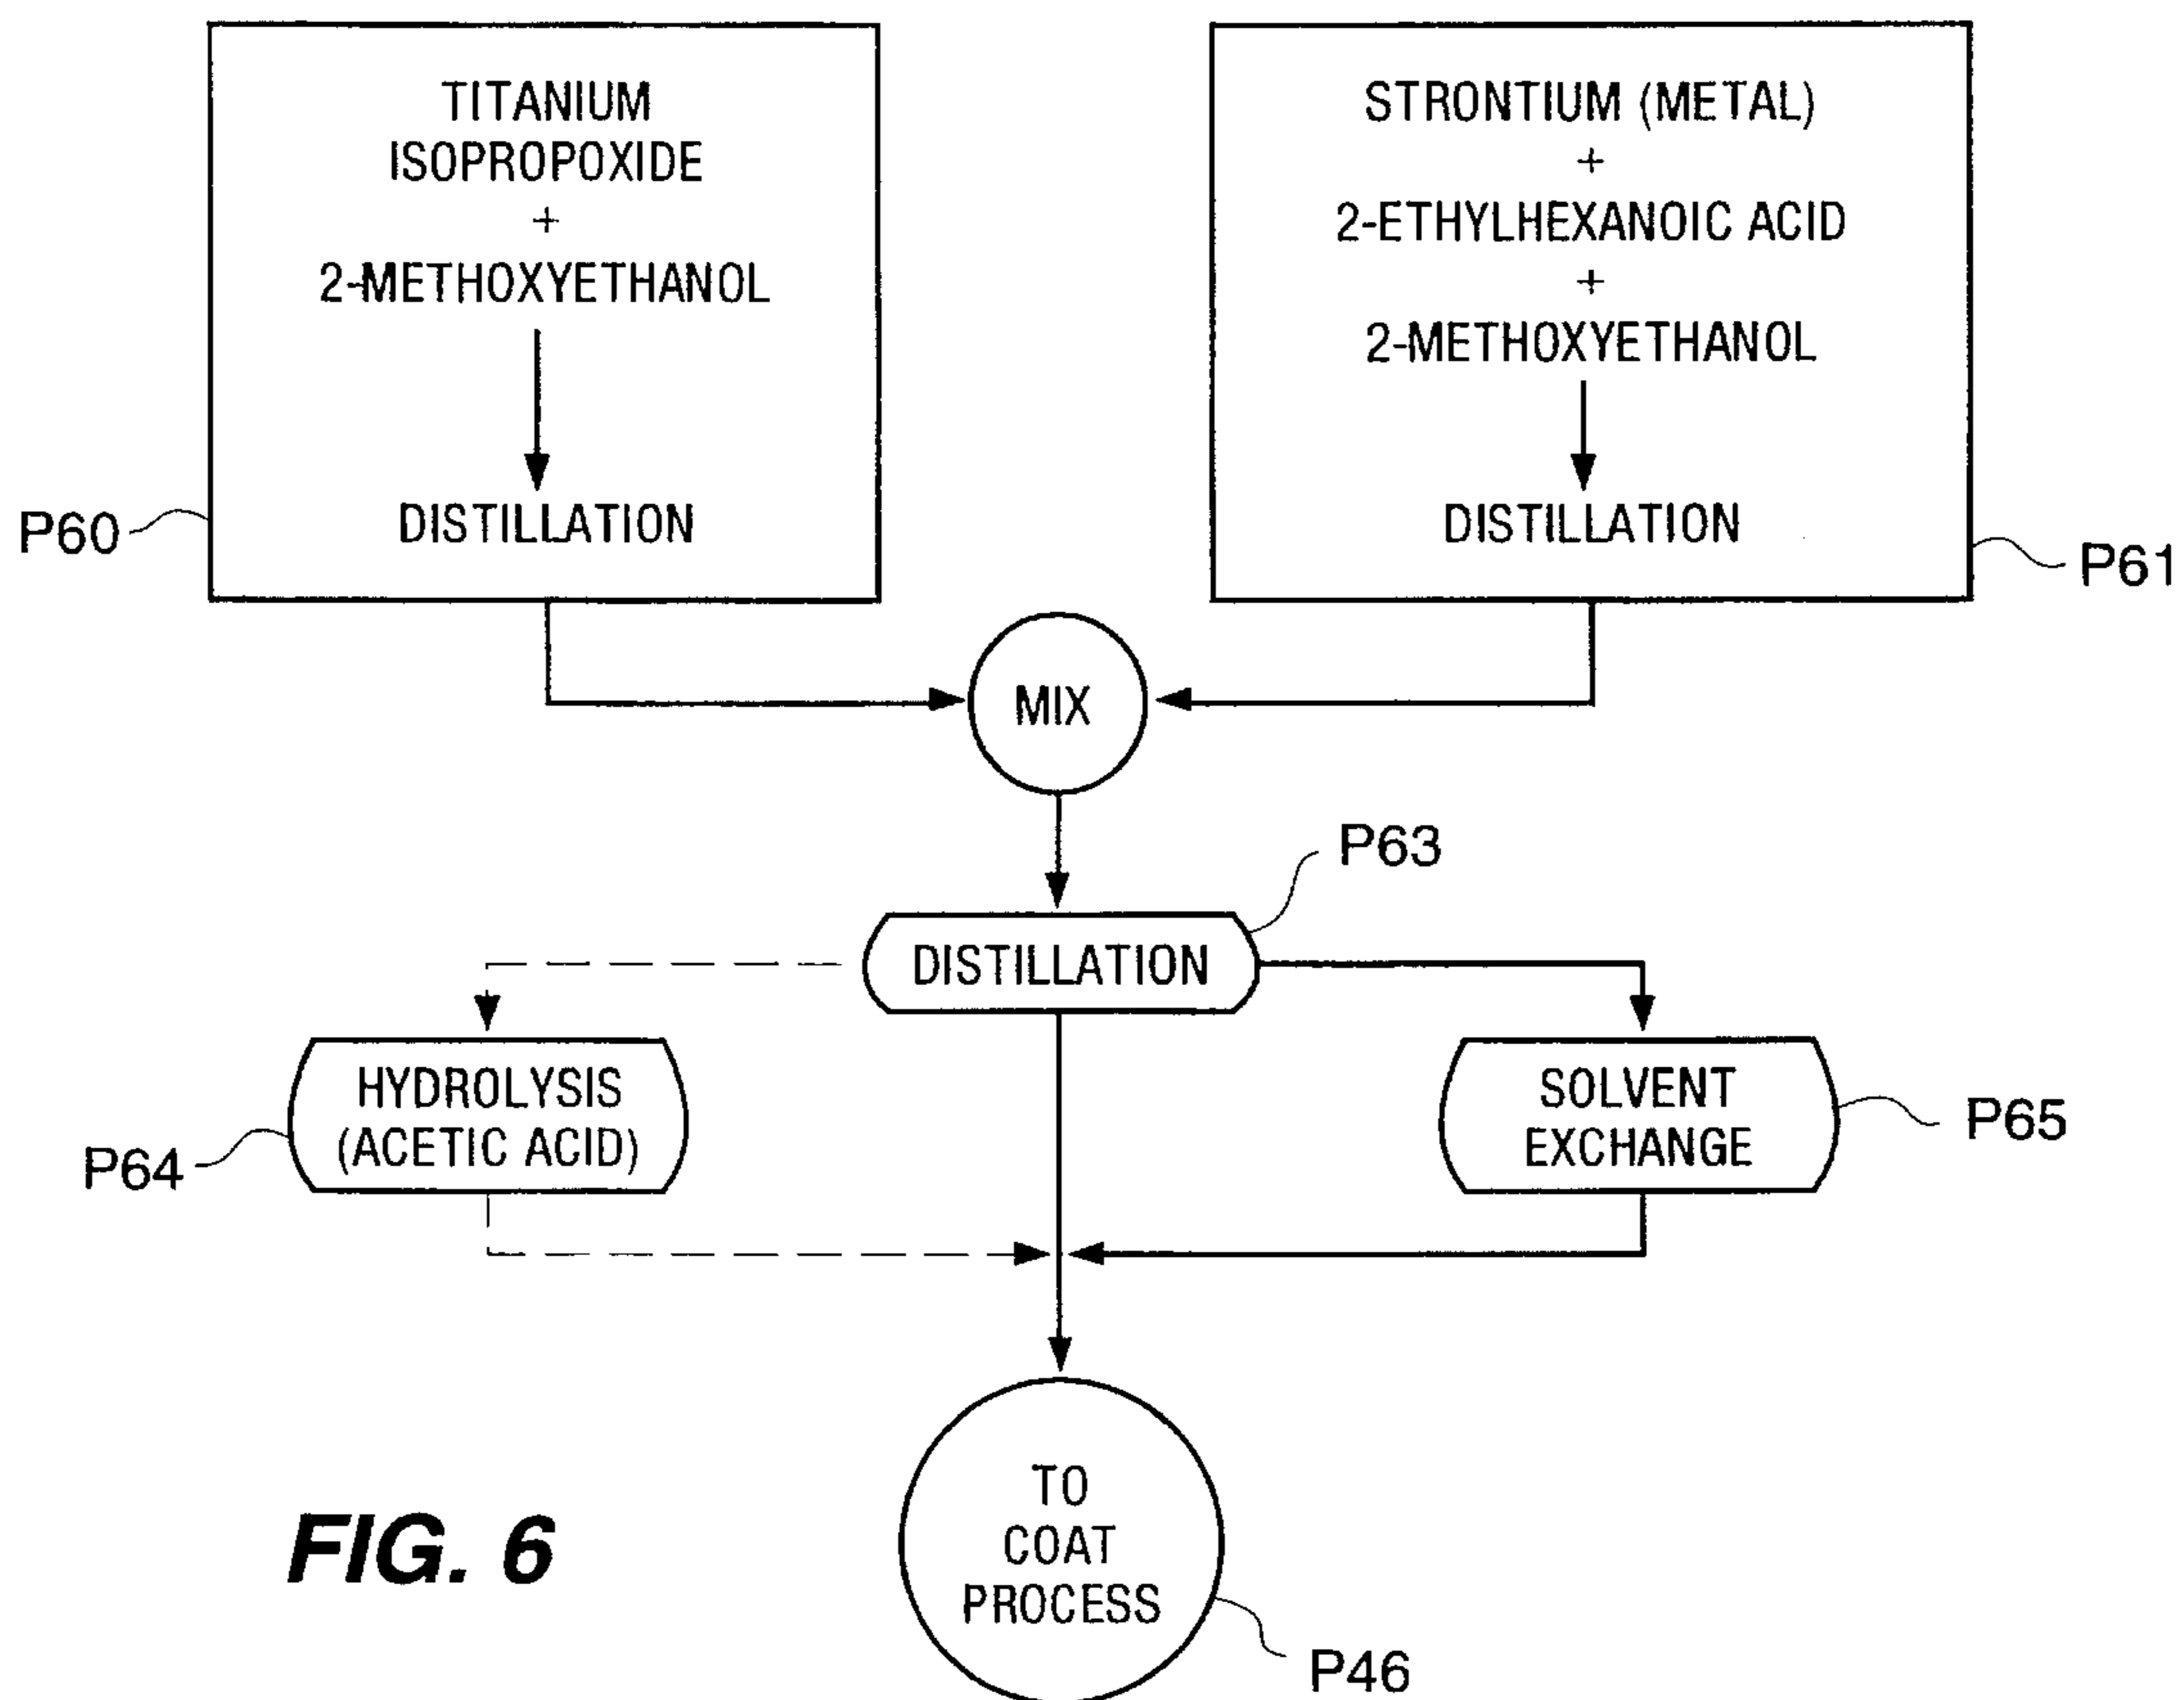 TITANIUM
ISOPROPOXIDE
+
2-METHOXYETHANOL
DISTILLATION
P60
STRONTIUM (METAL)
+
2-ETHYLHEXANOIC ACID
+
2-METHOXYETHANOL
DISTILLATION
P61
MIX
P63
DISTILLATION
HYDROLYSIS
(ACETIC ACID)
P64
SOLVENT
EXCHANGE
P65
TO
COAT
PROCESS
P46
FIG. 6